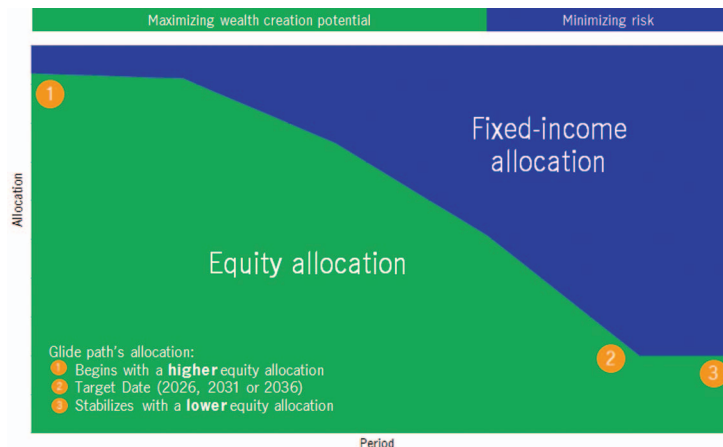 Maximizing wealth creation potential
Minimizing risk
1
Fixed-income
allocation
Allocation
Equity allocation
Glide path's allocation:
1 Begins with a higher equity allocation
2 Target Date (2026, 2031 or 2036)
3 Stabilizes with a lower equity allocation
2
3
Period